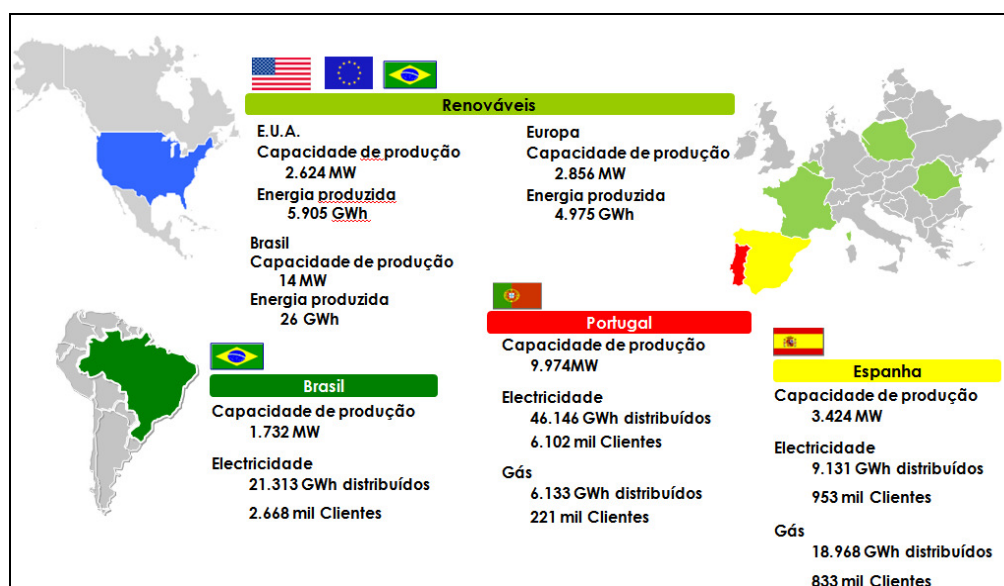 Renováveis
E.U.A.
Capacidade de produção
2.624 MW
Energia produzida
5.905 GWh
Brasil
Capacidade de produção
14 MW
Energia produzida
26 GWh
Europa
Capacidade de produção
2.856 MW
Energia produzida
4.975 GWh
Brasil
Capacidade de produção
1.732 MW
Electricidade
21.313 GWh distribuídos
2.668 mil Clientes
Portugal
Capacidade de produção
9.974MW
Electricidade
46.146 GWh distribuídos
6.102 mil Clientes
Gás
6.133 GWh distribuídos
221 mil Clientes
Espanha
Capacidade de produção
3.424 MW
Electricidade
9.131 GWh distribuídos
953 mil Clientes
Gás
18.968 GWh distribuídos
833 mil Clientes